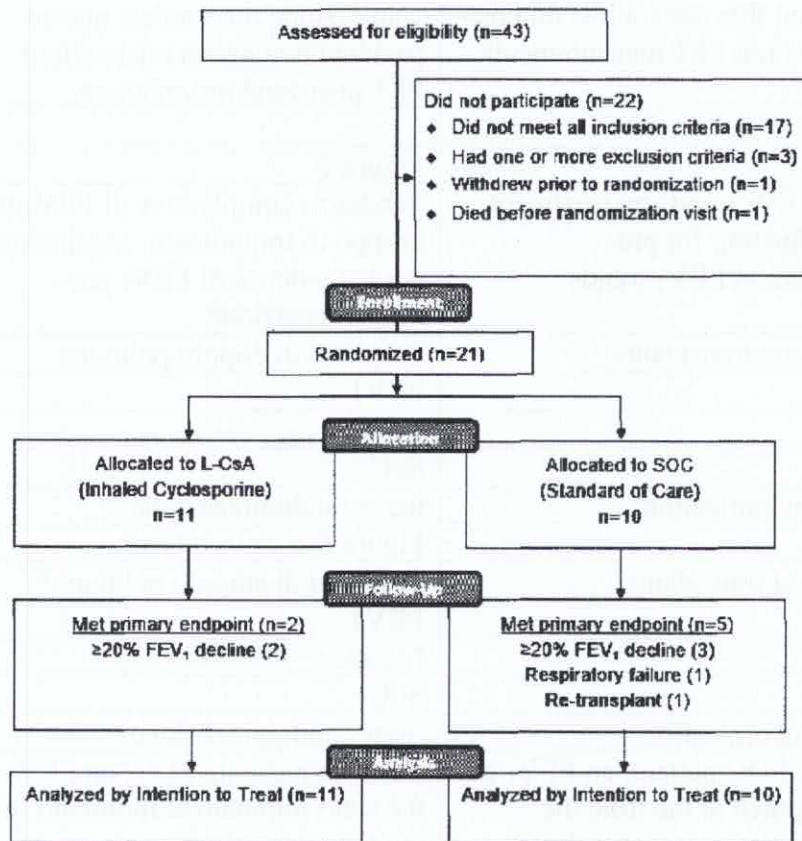 Assessed for eligibility (n=43)
Did not participate (n=22)
◆ Did not meet all inclusion criteria (n=17)
◆ Had one or more exclusion criteria (n=3)
◆ Withdrew prior to randomization (n=1)
◆ Died before randomization visit (n=1)
Enrollment
Randomized (n=21)
Allocation
Allocated to L-CsA
(Inhaled Cyclosporine)
n=11
Allocated to SOC
(Standard of Care)
n=10
Follow-Up
Met primary endpoint (n=2)
≥20% FEV₁ decline (2)
Met primary endpoint (n=5)
≥20% FEV₁ decline (3)
Respiratory failure (1)
Re-transplant (1)
Analysis
Analyzed by Intention to Treat (n=11)
Analyzed by Intention to Treat (n=10)